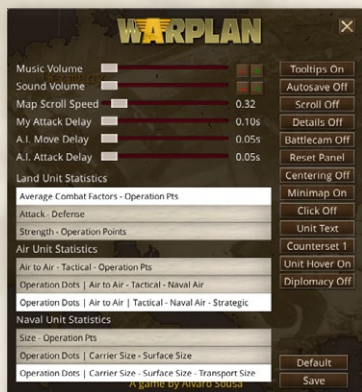 WARPLAN
Music Volume
Sound Volume
Map Scroll Speed 0.32
My Attack Delay 0.10s
A.I. Move Delay 0.05s
A.I. Attack Delay 0.05s
Land Unit Statistics
Average Combat Factors - Operation Pts
Attack - Defense
Strength - Operation Points
Air Unit Statistics
Air to Air - Tactical - Operation Pts
Operation Dots | Air to Air - Tactical - Naval Air
Operation Dots | Air to Air | Tactical - Naval Air - Strategic
Naval Unit Statistics
Size - Operation Pts
Operation Dots | Carrier Size - Surface Size
Operation Dots | Carrier Size - Surface Size - Transport Size
A game by Alvaro Sousa
Tooltips On
Autosave Off
Scroll Off
Details Off
Battlecam Off
Reset Panel
Centering Off
Minimap On
Click Off
Unit Text
Counterset 1
Unit Hover On
Diplomacy Off
Default
Save